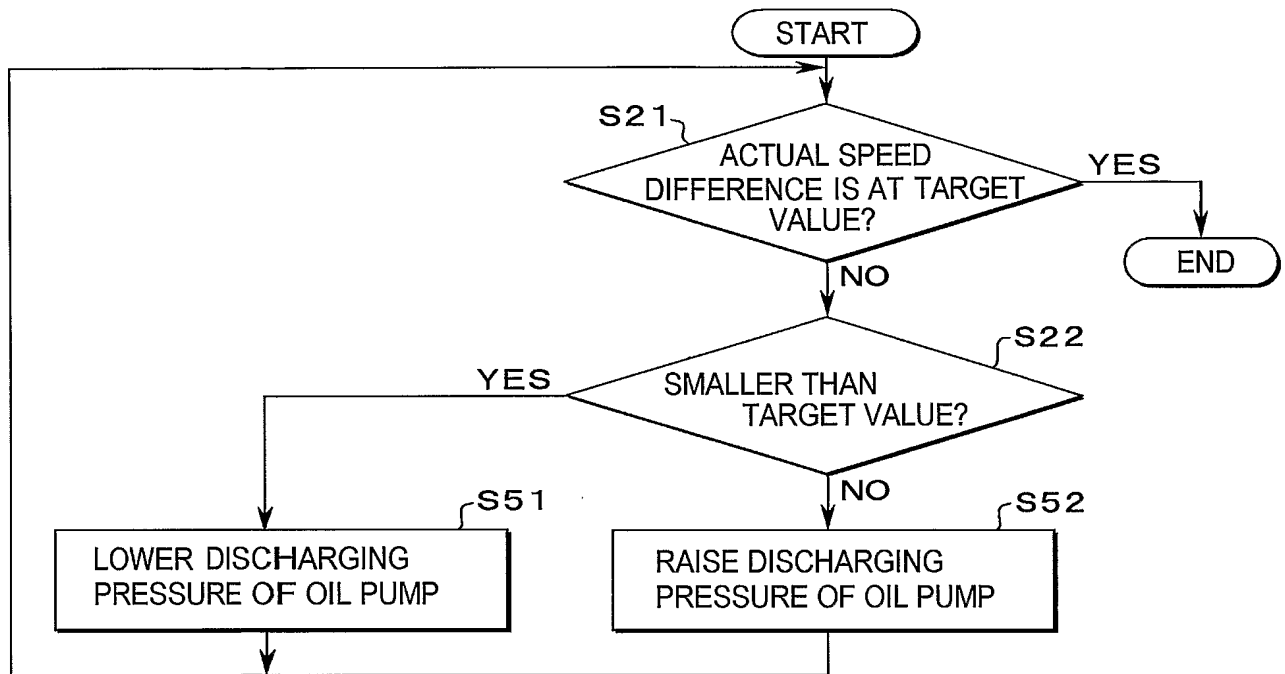 START
S21
ACTUAL SPEED
DIFFERENCE IS AT TARGET
VALUE?
YES
END
NO
S22
YES
SMALLER THAN
TARGET VALUE?
NO
S51
S52
LOWER DISCHARGING
PRESSURE OF OIL PUMP
RAISE DISCHARGING
PRESSURE OF OIL PUMP